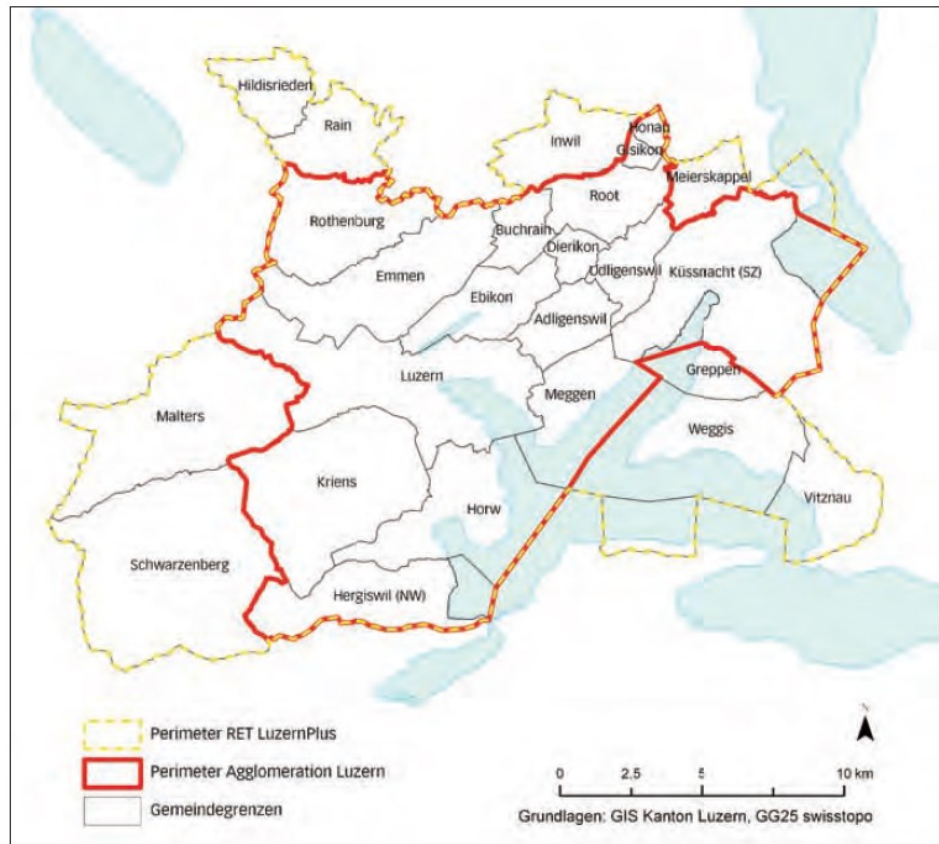 Hildisrieden
Rain
Inwil
Honau
Gisikon
Meierskappel
Root
Rothenburg
Buchrain
Dierikon
Udligenswil
Küssnacht (SZ)
Emmen
Ebikon
Adligenswil
Greppen
Luzern
Meggen
Malters
Weggis
Kriens
Horw
Vitznau
Schwarzenberg
Hergiswil (NW)
Perimeter RET LuzernPlus
Perimeter Agglomeration Luzern
Gemeindegrenzen
N
0 2.5 5 10 km
Grundlagen: GIS Kanton Luzern, GG25 swisstopo